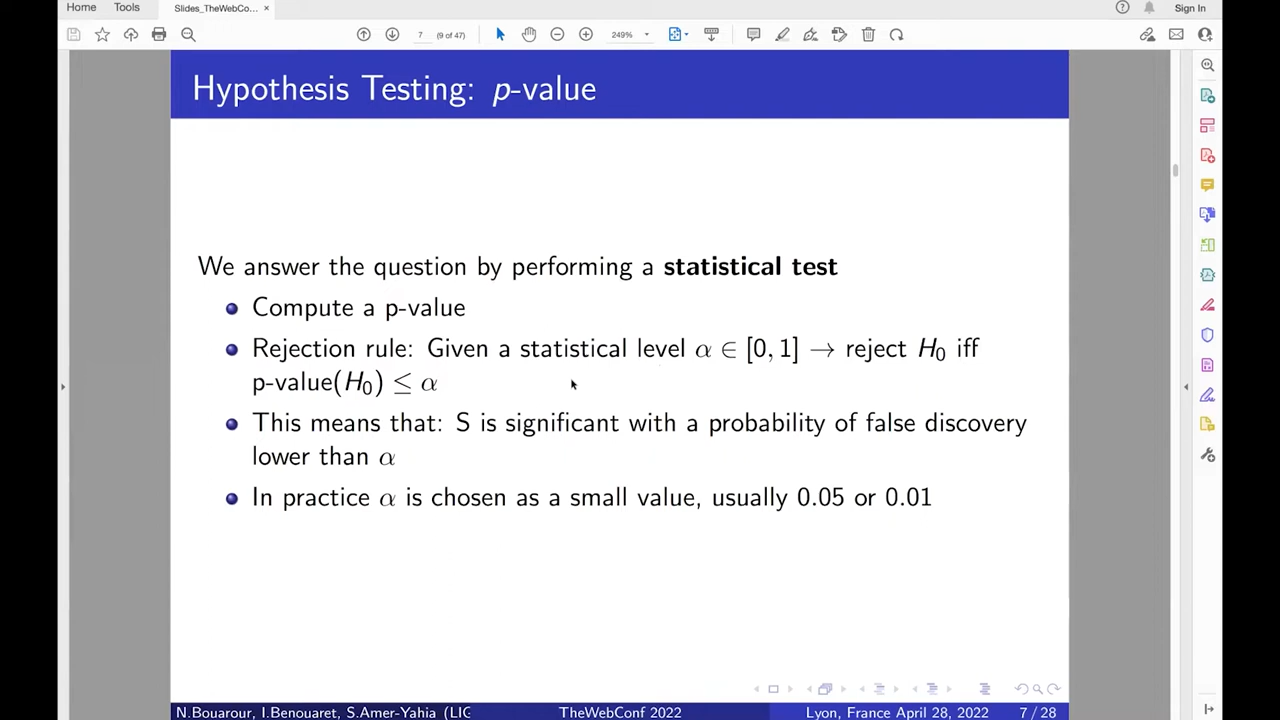 Home Tools Slides_TheWebCo... × Sign In
7 (9 of 47) 249%
Hypothesis Testing: p-value
We answer the question by performing a statistical test
Compute a p-value
Rejection rule: Given a statistical level α ∈ [0, 1] → reject H₀ iff
p-value(H₀) ≤ α
This means that: S is significant with a probability of false discovery
lower than α
In practice α is chosen as a small value, usually 0.05 or 0.01
N.Bouarour, I.Benouaret, S.Amer-Yahia (LIG TheWebConf 2022 Lyon, France April 28, 2022 7 / 28